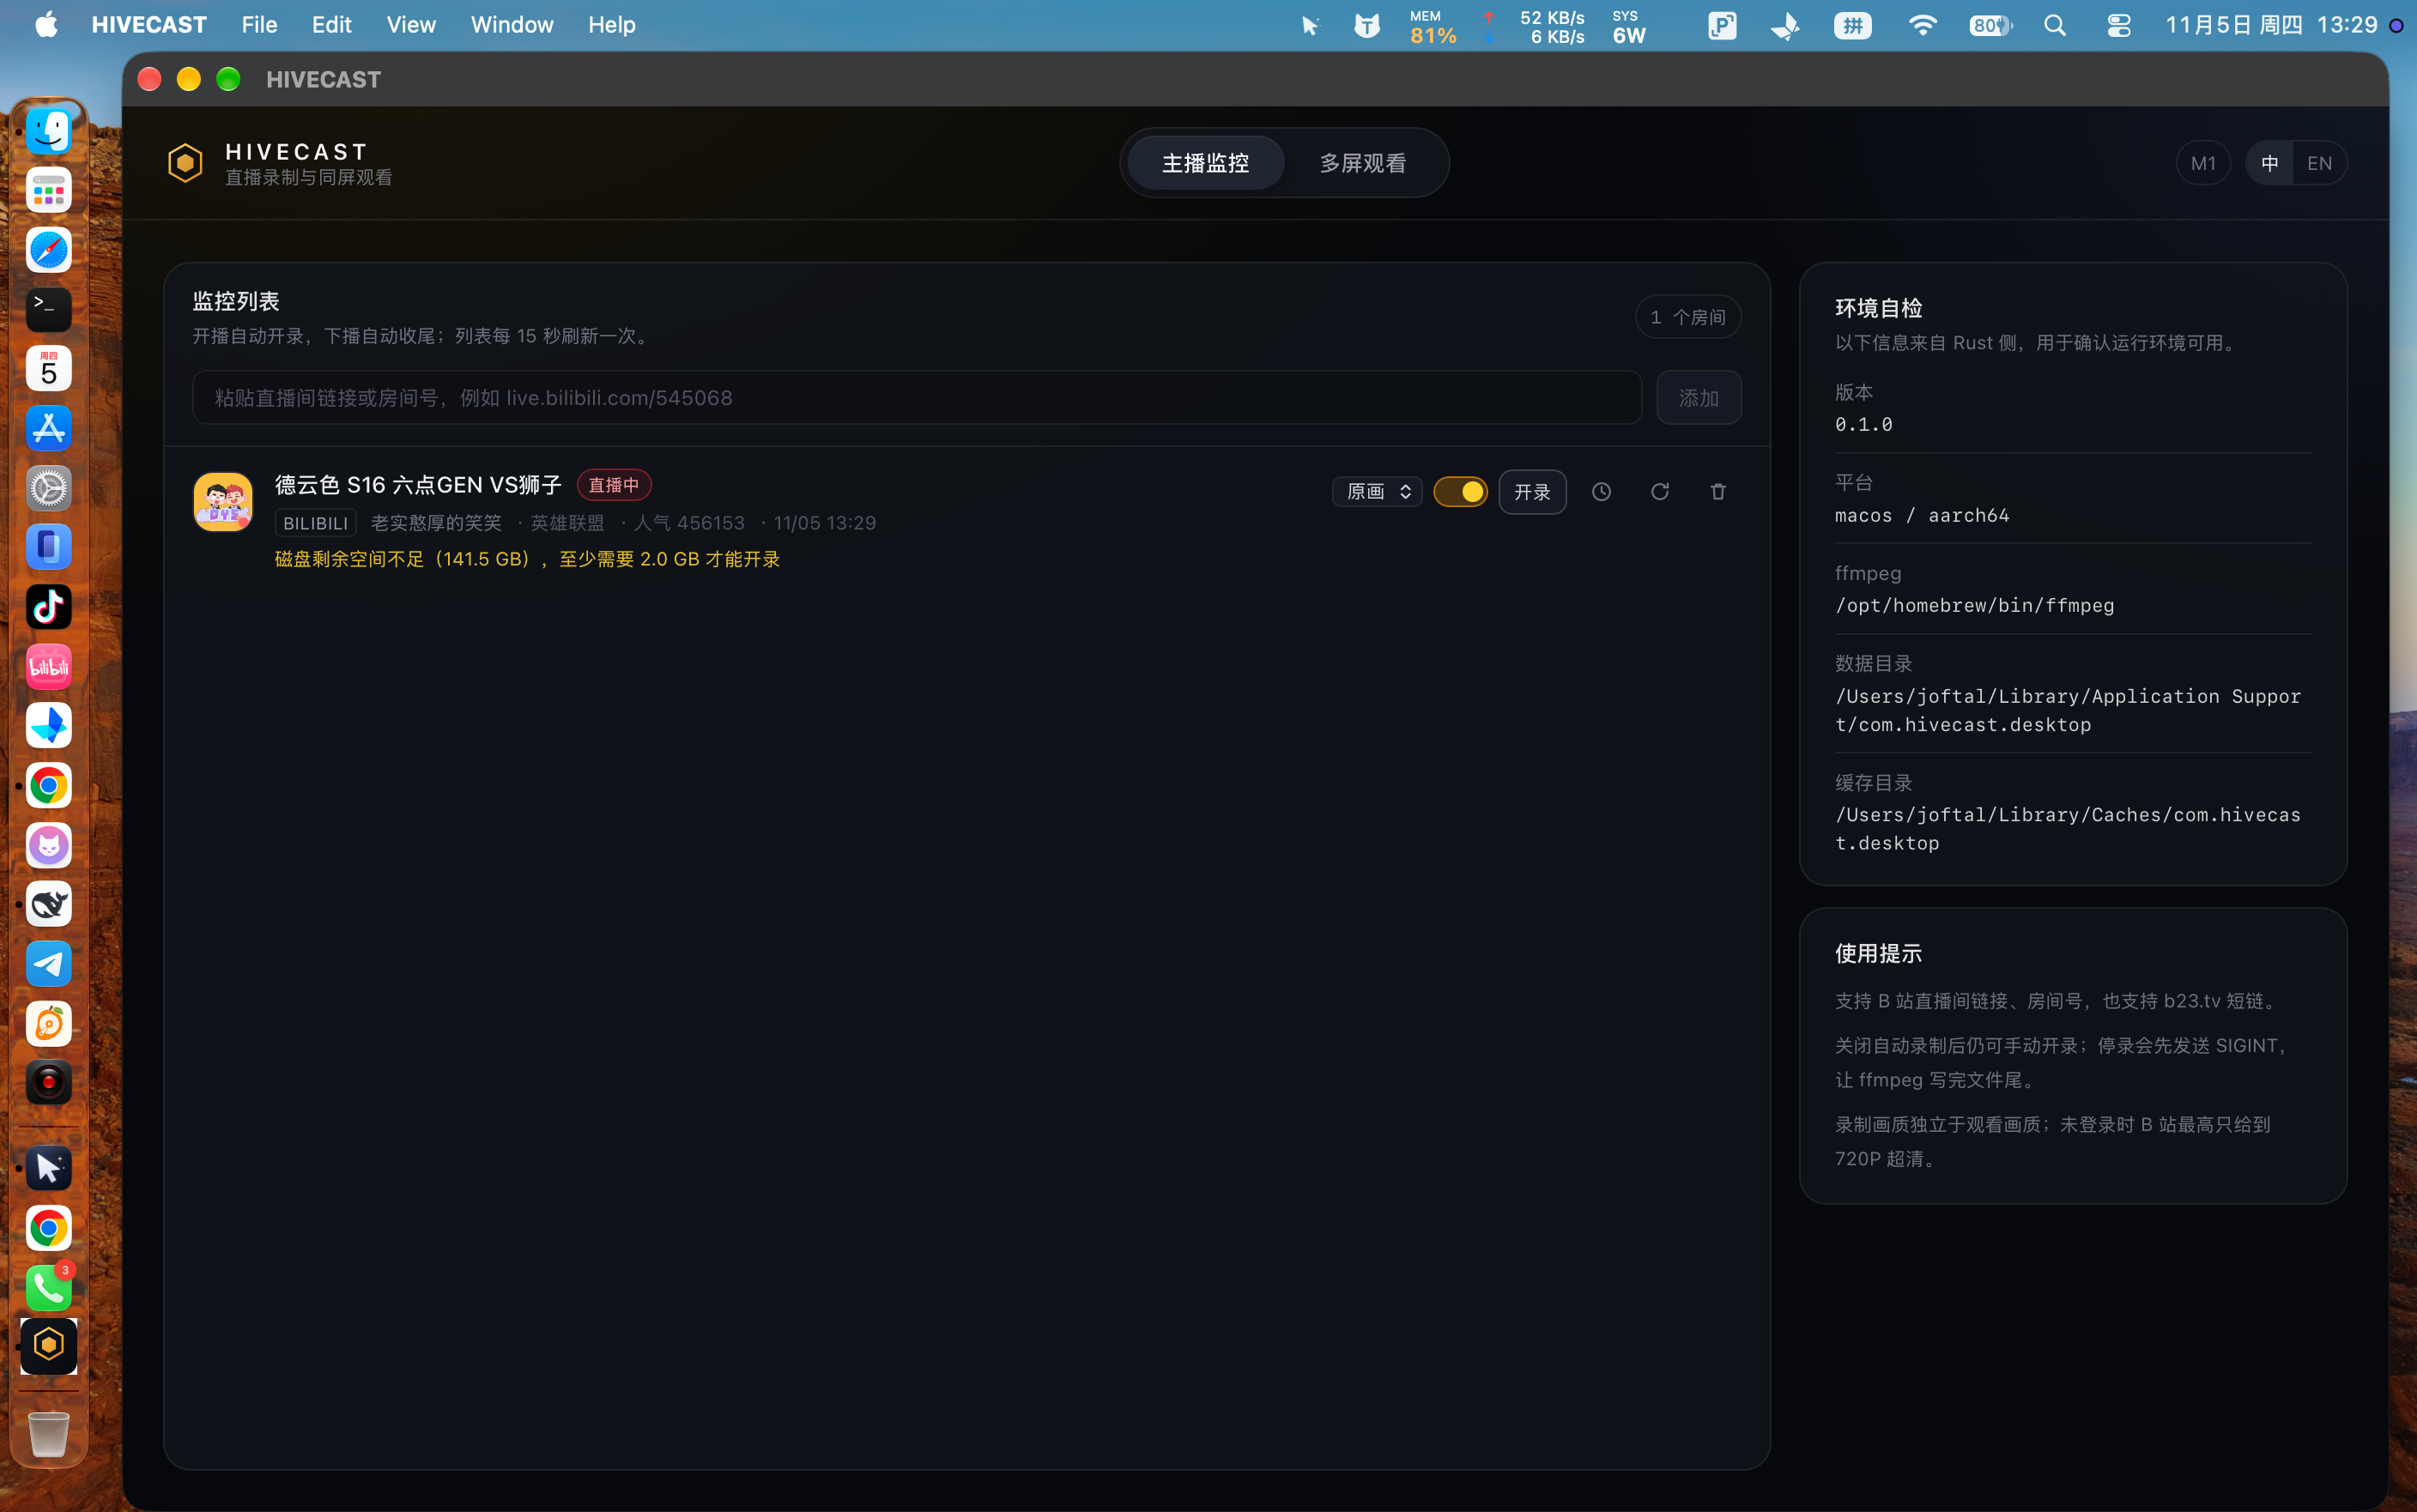 HIVECAST File Edit View Window Help
MEM 81%
52 KB/s
6 KB/s
SYS 6W
拼
80
11月5日 周四 13:29
HIVECAST
HIVECAST
直播录制与同屏观看
主播监控
多屏观看
M1
中
EN
周四
5
bilibili
3
监控列表
开播自动开录，下播自动收尾；列表每 15 秒刷新一次。
1 个房间
粘贴直播间链接或房间号，例如 live.bilibili.com/545068
添加
德云色 S16 六点GEN VS狮子 直播中
BILIBILI 老实憨厚的笑笑 · 英雄联盟 · 人气 456153 · 11/05 13:29
磁盘剩余空间不足（141.5 GB），至少需要 2.0 GB 才能开录
原画
开录
环境自检
以下信息来自 Rust 侧，用于确认运行环境可用。
版本
0.1.0
平台
macos / aarch64
ffmpeg
/opt/homebrew/bin/ffmpeg
数据目录
/Users/joftal/Library/Application Suppor
t/com.hivecast.desktop
缓存目录
/Users/joftal/Library/Caches/com.hivecas
t.desktop
使用提示
支持 B 站直播间链接、房间号，也支持 b23.tv 短链。
关闭自动录制后仍可手动开录；停录会先发送 SIGINT，
让 ffmpeg 写完文件尾。
录制画质独立于观看画质；未登录时 B 站最高只给到
720P 超清。